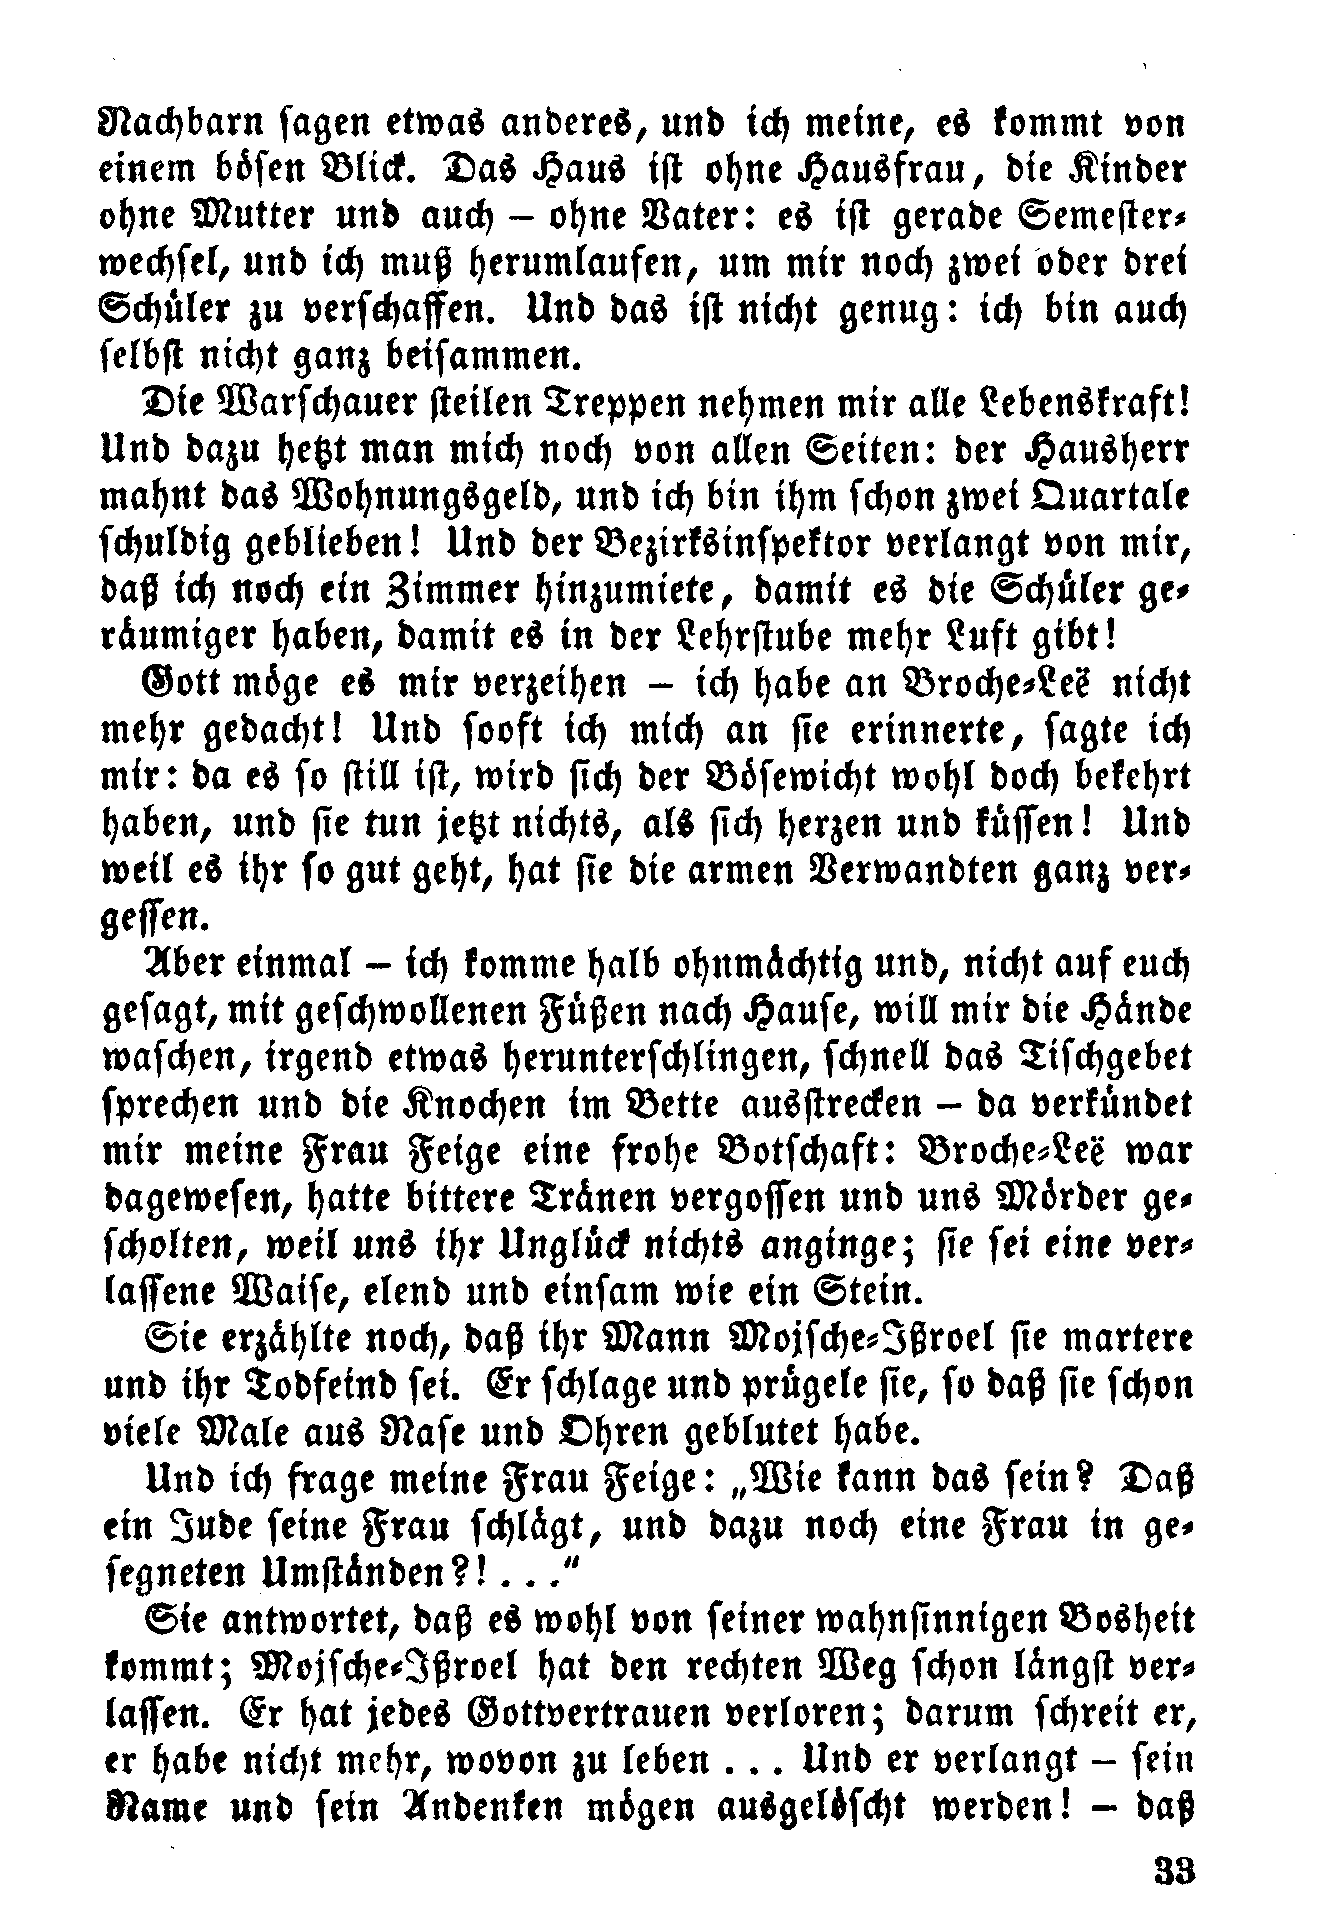 Nachbarn sagen etwas anderes, und ich meine, es kommt von
einem bösen Blick. Das Haus ist ohne Hausfrau, die Kinder
ohne Mutter und auch – ohne Vater: es ist gerade Semester-
wechsel, und ich muß herumlaufen, um mir noch zwei oder drei
Schüler zu verschaffen. Und das ist nicht genug: ich bin auch
selbst nicht ganz beisammen.
Die Warschauer steilen Treppen nehmen mir alle Lebenskraft!
Und dazu hetzt man mich noch von allen Seiten: der Hausherr
mahnt das Wohnungsgeld, und ich bin ihm schon zwei Quartale
schuldig geblieben! Und der Bezirksinspektor verlangt von mir,
daß ich noch ein Zimmer hinzumiete, damit es die Schüler ge-
räumiger haben, damit es in der Lehrstube mehr Luft gibt!
Gott möge es mir verzeihen – ich habe an Broche-Leë nicht
mehr gedacht! Und sooft ich mich an sie erinnerte, sagte ich
mir: da es so still ist, wird sich der Bösewicht wohl doch bekehrt
haben, und sie tun jetzt nichts, als sich herzen und küssen! Und
weil es ihr so gut geht, hat sie die armen Verwandten ganz ver-
gessen.
Aber einmal – ich komme halb ohnmächtig und, nicht auf euch
gesagt, mit geschwollenen Füßen nach Hause, will mir die Hände
waschen, irgend etwas herunterschlingen, schnell das Tischgebet
sprechen und die Knochen im Bette ausstrecken – da verkündet
mir meine Frau Feige eine frohe Botschaft: Broche-Leë war
dagewesen, hatte bittere Tränen vergossen und uns Mörder ge-
scholten, weil uns ihr Unglück nichts anginge; sie sei eine ver-
lassene Waise, elend und einsam wie ein Stein.
Sie erzählte noch, daß ihr Mann Mojsche-Ißroel sie martere
und ihr Todfeind sei. Er schlage und prügele sie, so daß sie schon
viele Male aus Nase und Ohren geblutet habe.
Und ich frage meine Frau Feige: „Wie kann das sein? Daß
ein Jude seine Frau schlägt, und dazu noch eine Frau in ge-
segneten Umständen?! . . .“
Sie antwortet, daß es wohl von seiner wahnsinnigen Bosheit
kommt; Mojsche-Ißroel hat den rechten Weg schon längst ver-
lassen. Er hat jedes Gottvertrauen verloren; darum schreit er,
er habe nicht mehr, wovon zu leben . . . Und er verlangt – sein
Name und sein Andenken mögen ausgelöscht werden! – daß
33